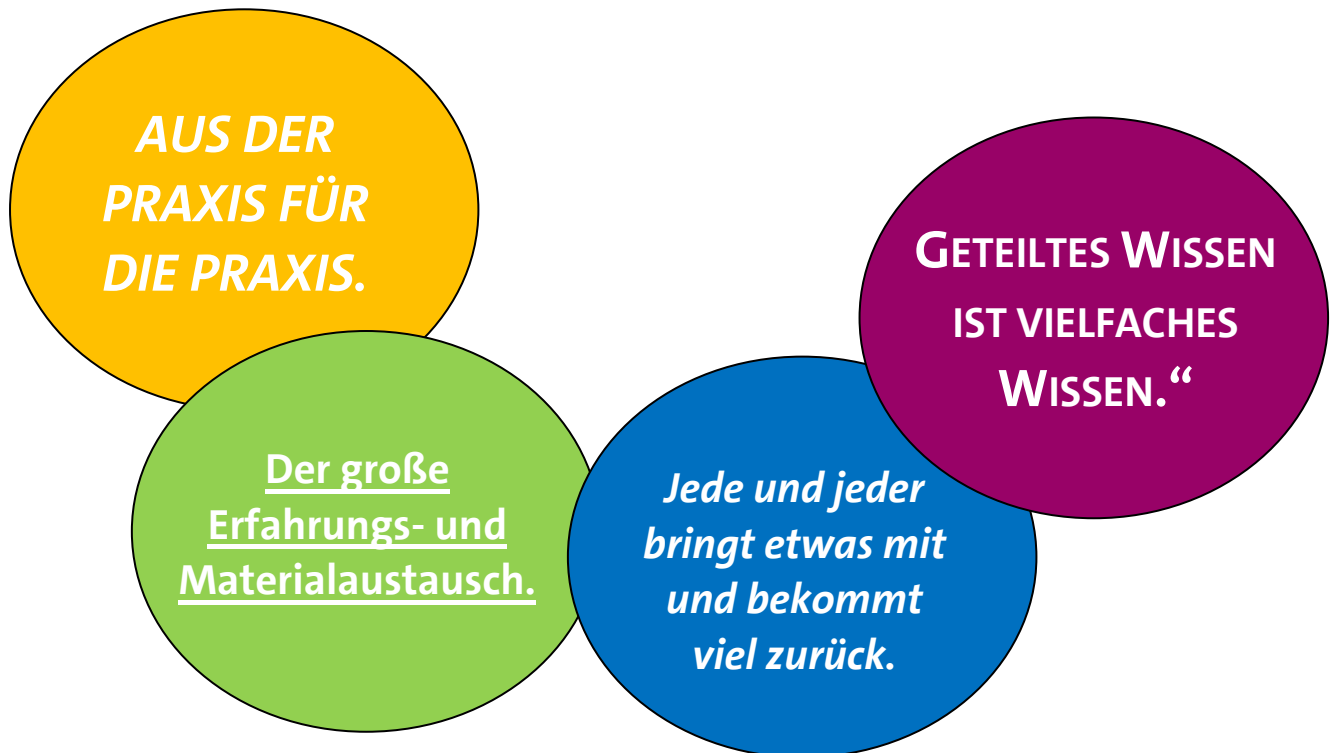 AUS DER
PRAXIS FÜR
DIE PRAXIS.
Der große
Erfahrungs- und
Materialaustausch.
Jede und jeder
bringt etwas mit
und bekommt
viel zurück.
GETEILTES WISSEN
IST VIELFACHES
WISSEN.“